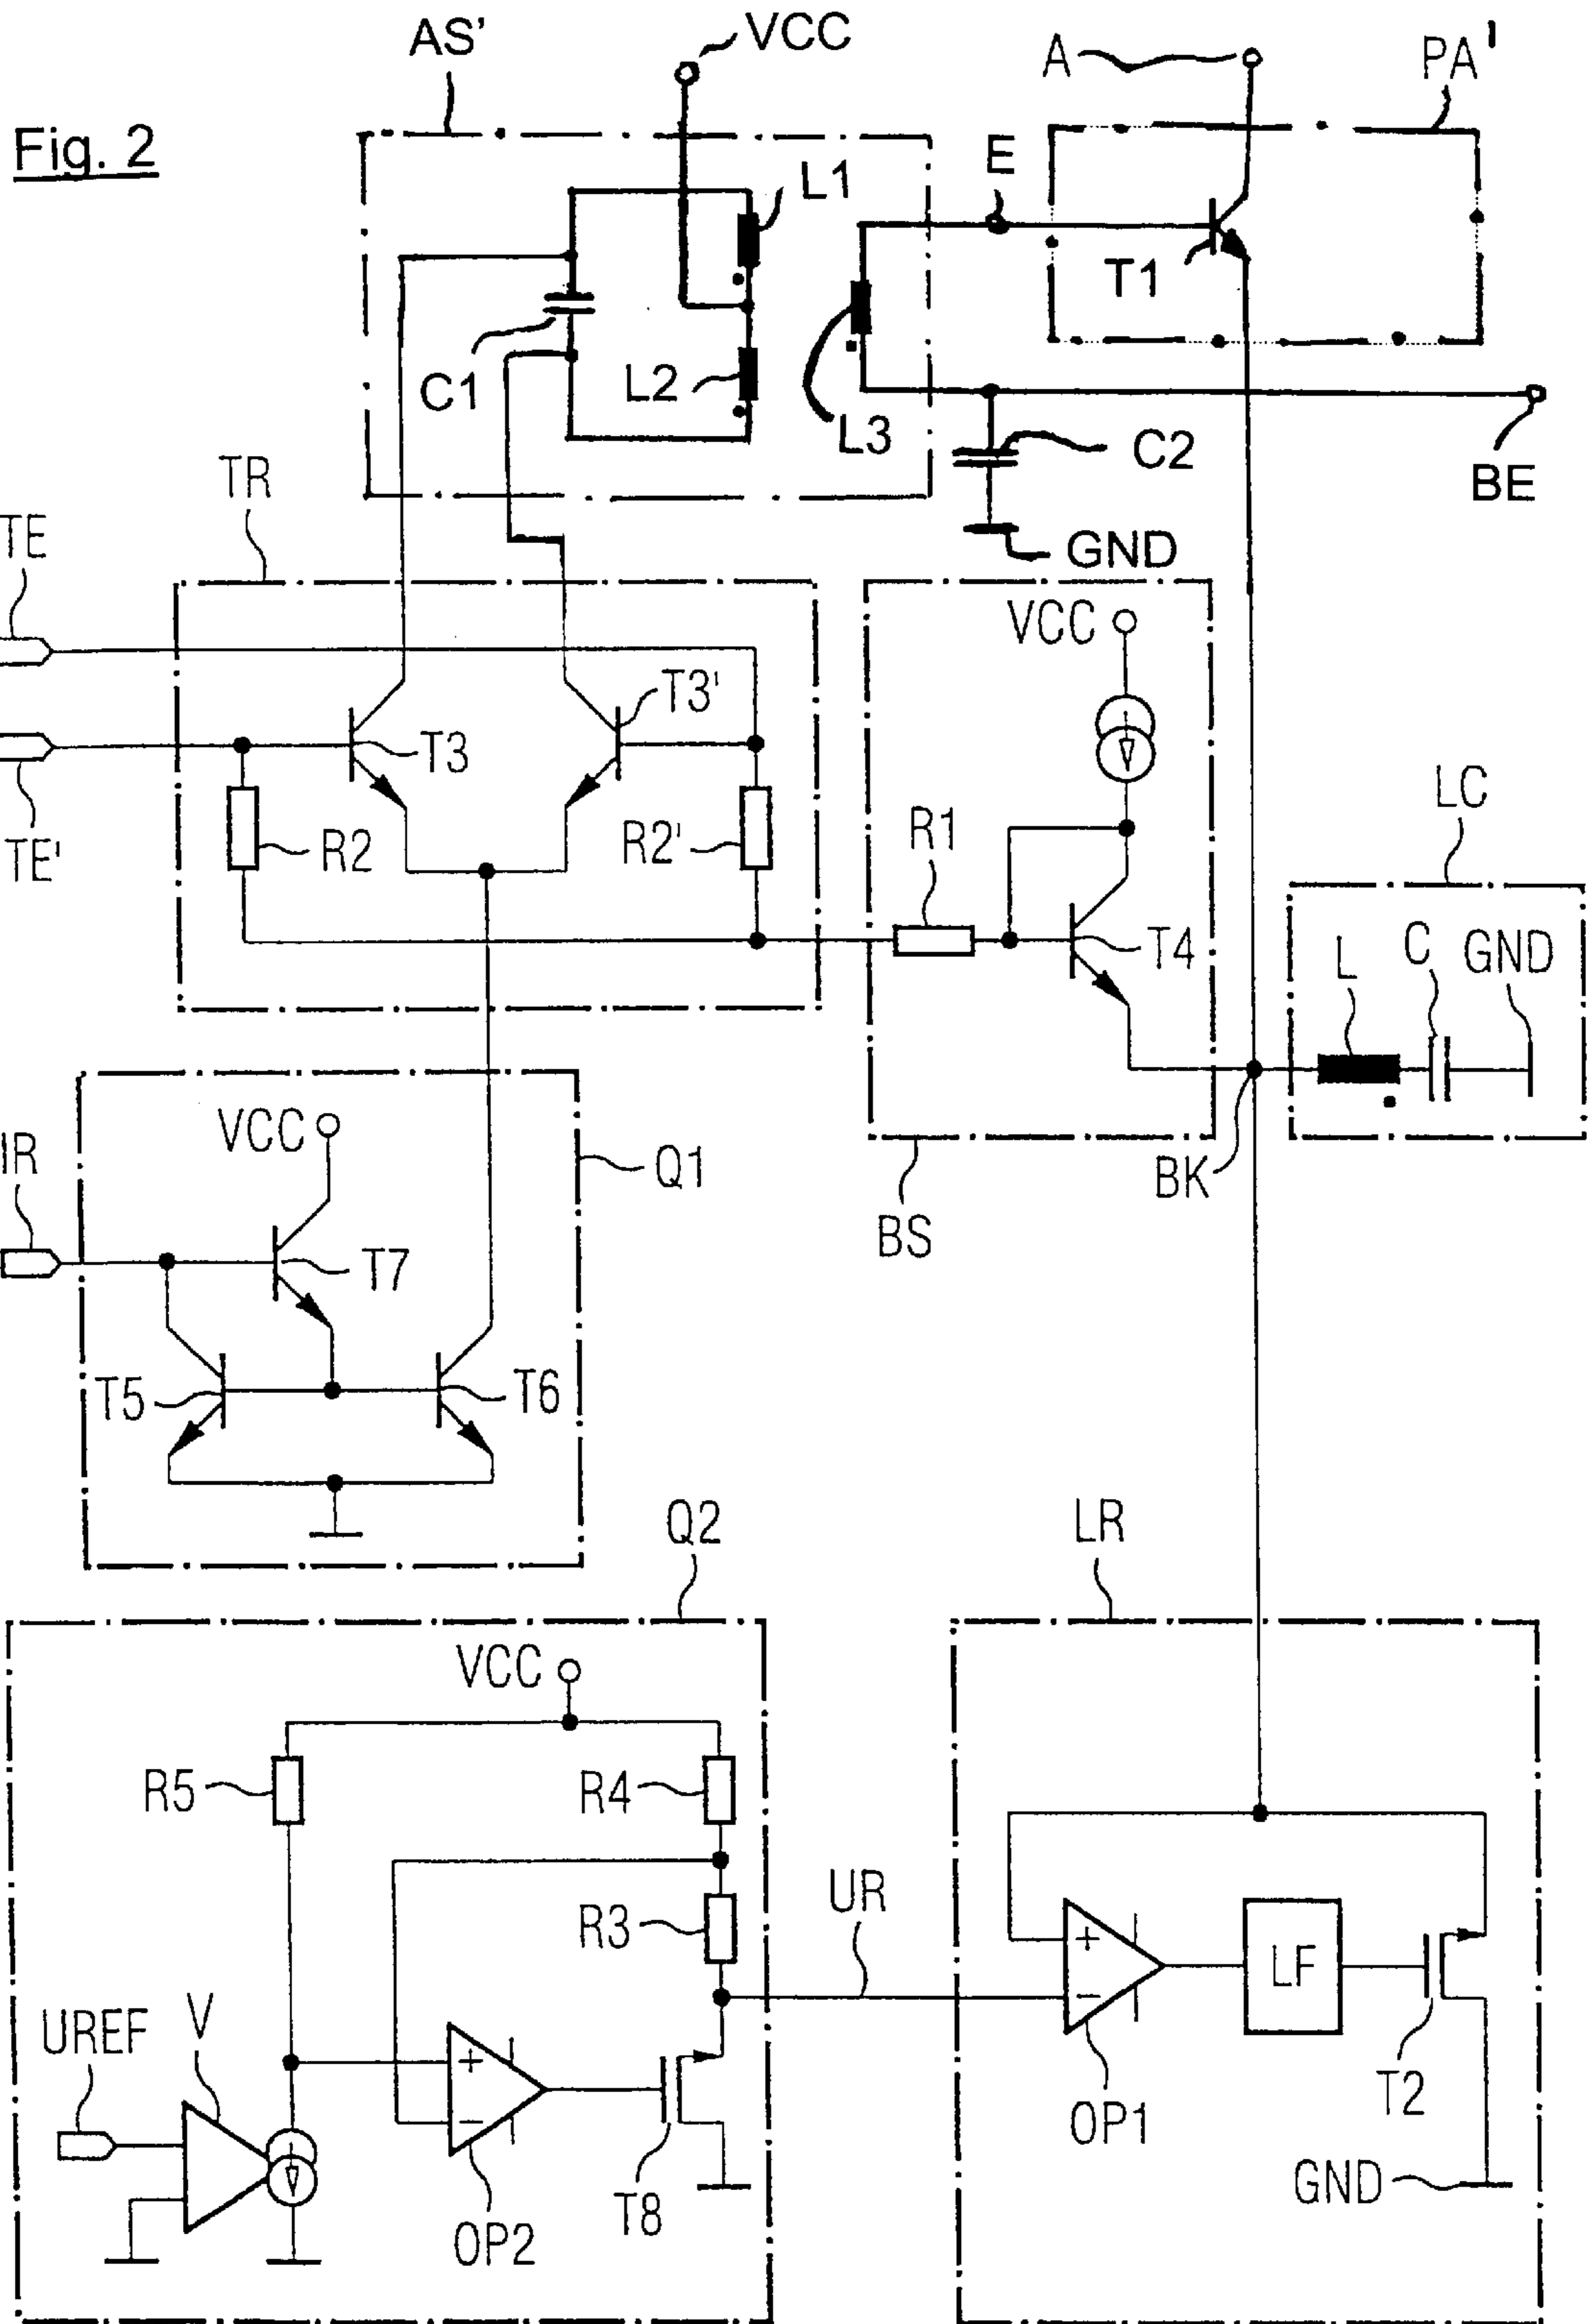 Fig. 2
AS'
VCC
A
PA'
E
L1
T1
C1
L2
L3
C2
BE
GND
TR
TE
TE'
T3
T3'
R2
R2'
VCC
R1
T4
LC
L
C
GND
BK
BS
VCC
Q1
IR
T7
T5
T6
Q2
LR
VCC
R5
R4
R3
UR
UREF
V
+
−
OP2
T8
+
−
OP1
LF
T2
GND